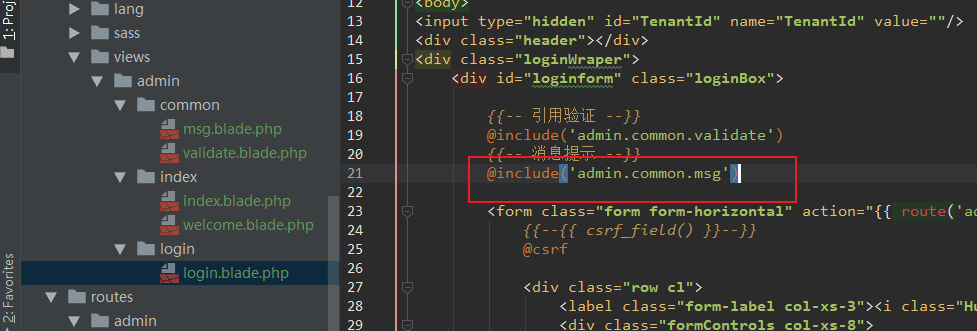 1: Proj
lang
sass
views
admin
common
msg.blade.php
validate.blade.php
index
index.blade.php
welcome.blade.php
login
login.blade.php
routes
admin
2: Favorites
12 <body>
13 <input type="hidden" id="TenantId" name="TenantId" value=""/>
14 <div class="header"></div>
15 <div class="loginWraper">
16 <div id="loginform" class="loginBox">
17
18 {{-- 引用验证 --}}
19 @include('admin.common.validate')
20 {{-- 消息提示 --}}
21 @include('admin.common.msg')
22
23 <form class="form form-horizontal" action="{{ route('ad
24 {{--{{ csrf_field() }}--}}
25 @csrf
26
27 <div class="row cl">
28 <label class="form-label col-xs-3"><i class="Hu
29 <div class="formControls col-xs-8">